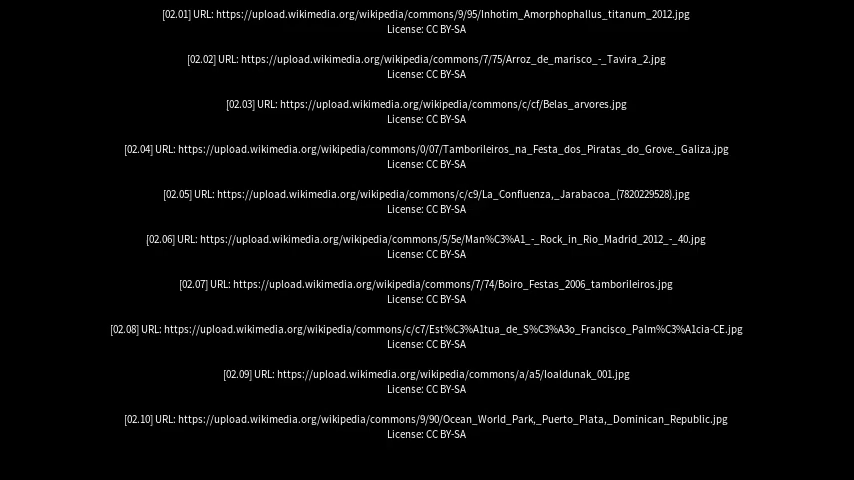 [02.01] URL: https://upload.wikimedia.org/wikipedia/commons/9/95/Inhotim_Amorphophallus_titanum_2012.jpg
License: CC BY-SA
[02.02] URL: https://upload.wikimedia.org/wikipedia/commons/7/75/Arroz_de_marisco_-_Tavira_2.jpg
License: CC BY-SA
[02.03] URL: https://upload.wikimedia.org/wikipedia/commons/c/cf/Belas_arvores.jpg
License: CC BY-SA
[02.04] URL: https://upload.wikimedia.org/wikipedia/commons/0/07/Tamborileiros_na_Festa_dos_Piratas_do_Grove._Galiza.jpg
License: CC BY-SA
[02.05] URL: https://upload.wikimedia.org/wikipedia/commons/c/c9/La_Confluenza,_Jarabacoa_(7820229528).jpg
License: CC BY-SA
[02.06] URL: https://upload.wikimedia.org/wikipedia/commons/5/5e/Man%C3%A1_-_Rock_in_Rio_Madrid_2012_-_40.jpg
License: CC BY-SA
[02.07] URL: https://upload.wikimedia.org/wikipedia/commons/7/74/Boiro_Festas_2006_tamborileiros.jpg
License: CC BY-SA
[02.08] URL: https://upload.wikimedia.org/wikipedia/commons/c/c7/Est%C3%A1tua_de_S%C3%A3o_Francisco_Palm%C3%A1cia-CE.jpg
License: CC BY-SA
[02.09] URL: https://upload.wikimedia.org/wikipedia/commons/a/a5/Ioaldunak_001.jpg
License: CC BY-SA
[02.10] URL: https://upload.wikimedia.org/wikipedia/commons/9/90/Ocean_World_Park,_Puerto_Plata,_Dominican_Republic.jpg
License: CC BY-SA